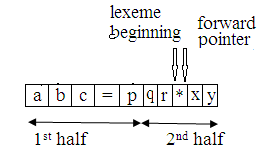 lexeme forward
beginning pointer
a b c = p q r * x y
1st half 2nd half